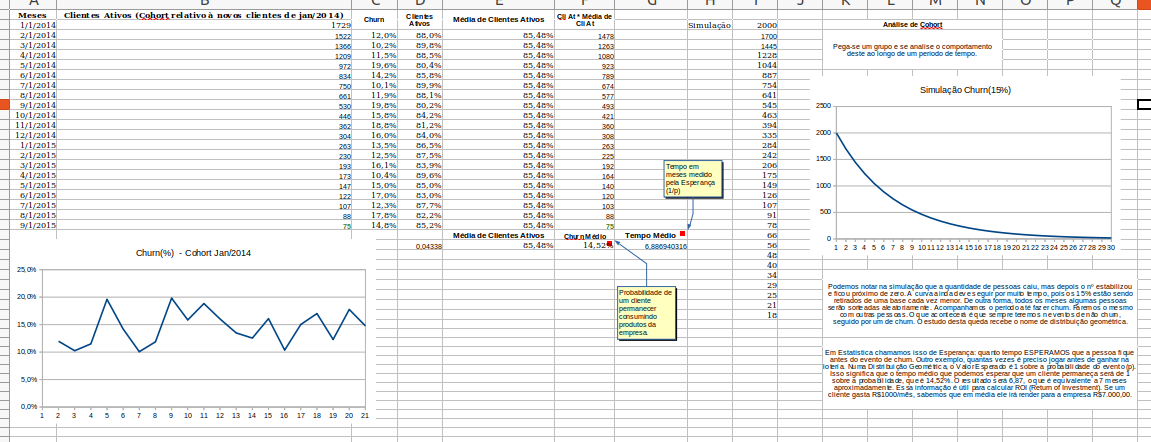 A B C D E F G H I J K L M N O P Q
Meses Clientes Ativos (Cohort relativo à novos clientes de jan/2014) Churn Clientes Ativos Média de Clientes Ativos Cli At * Média de Cli At
1/1/2014 1729 Simulação 2000
2/1/2014 1522 12,0% 88,0% 85,48% 1478 1700
3/1/2014 1366 10,2% 89,8% 85,48% 1263 1445
4/1/2014 1209 11,5% 88,5% 85,48% 1080 1228
5/1/2014 972 19,6% 80,4% 85,48% 923 1044
6/1/2014 834 14,2% 85,8% 85,48% 789 887
7/1/2014 750 10,1% 89,9% 85,48% 674 754
8/1/2014 661 11,9% 88,1% 85,48% 577 641
9/1/2014 530 19,8% 80,2% 85,48% 493 545
10/1/2014 446 15,8% 84,2% 85,48% 421 463
11/1/2014 362 18,8% 81,2% 85,48% 360 394
12/1/2014 304 16,0% 84,0% 85,48% 308 335
1/1/2015 263 13,5% 86,5% 85,48% 263 284
2/1/2015 230 12,5% 87,5% 85,48% 225 242
3/1/2015 193 16,1% 83,9% 85,48% 192 206
4/1/2015 173 10,4% 89,6% 85,48% 164 175
5/1/2015 147 15,0% 85,0% 85,48% 140 149
6/1/2015 122 17,0% 83,0% 85,48% 120 126
7/1/2015 107 12,3% 87,7% 85,48% 103 107
8/1/2015 88 17,8% 82,2% 85,48% 88 91
9/1/2015 75 14,8% 85,2% 85,48% 75 78
Média de Clientes Ativos Churn Médio Tempo Médio 66
0,04338 85,48% 14,52% 6,886940316 56
48
40
34
29
25
21
18
Tempo em
meses medido
pela Esperança
(1/p)
Probabilidade de
um cliente
permanecer
consumindo
produtos da
empresa.
Churn(%) - Cohort Jan/2014
25,0%
20,0%
15,0%
10,0%
5,0%
0,0%
1 2 3 4 5 6 7 8 9 10 11 12 13 14 15 16 17 18 19 20 21
Análise de Cohort
Pega-se um grupo e se analise o comportamento
deste ao longo de um período de tempo.
Simulação Churn(15%)
2500
2000
1500
1000
500
0
1 2 3 4 5 6 7 8 9 10 11 12 13 14 15 16 17 18 19 20 21 22 23 24 25 26 27 28 29 30
Podemos notar na simulação que a quantidade de pessoas caiu, mas depois o nº estabilizou
e ficou próximo de zero. A curva ainda deve seguir por muito tempo, pois os 15% estão sendo
retirados de uma base cada vez menor. De outra forma, todos os meses algumas pessoas
serão sorteadas aleatoriamente. Acompanhamos o período até ter churn. Faremos o mesmo
com outras pessoas. O que acontecerá é que sempre teremos n eventos de não churn,
seguido por um de churn. O estudo desta queda recebe o nome de distribuição geométrica.
Em Estatística chamamos isso de Esperança: quanto tempo ESPERAMOS que a pessoa fique
antes do evento de churn. Outro exemplo, quantas vezes é preciso jogar antes de ganhar na
loteria. Numa Distribuição Geométrica, o Valor Esperado é 1 sobre a probabilidade do evento (p).
Isso significa que o tempo médio que podemos esperar que um cliente permaneça será de 1
sobre a probabilidade, que é 14,52%. O resultado será 6,87, o que é equivalente a 7 meses
aproximadamente. Essa informação é útil para calcular ROI (Return of Investment). Se um
cliente gasta R$1000/mês, sabemos que em média ele irá render para a empresa R$7.000,00.